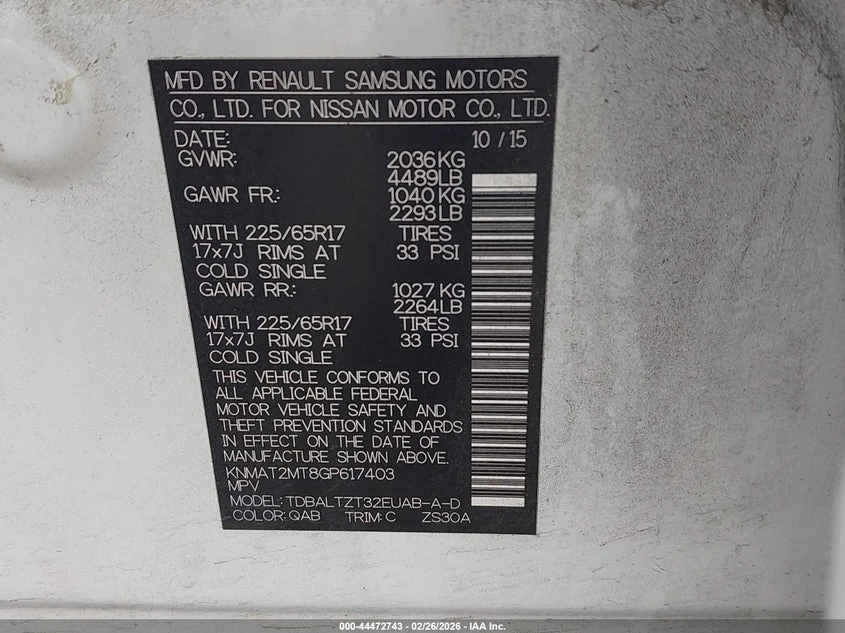 MFD BY RENAULT SAMSUNG MOTORS
CO., LTD. FOR NISSAN MOTOR CO., LTD.
DATE: 10 / 15
GVWR: 2036KG
4489LB
GAWR FR.: 1040 KG
2293LB
WITH 225/65R17 TIRES
17x7J RIMS AT 33 PSI
COLD SINGLE
GAWR RR.: 1027 KG
2264LB
WITH 225/65R17 TIRES
17x7J RIMS AT 33 PSI
COLD SINGLE
THIS VEHICLE CONFORMS TO
ALL APPLICABLE FEDERAL
MOTOR VEHICLE SAFETY AND
THEFT PREVENTION STANDARDS
IN EFFECT ON THE DATE OF
MANUFACTURE SHOWN ABOVE.
KNMAT2MT8GP617403
MPV
MODEL: TDBALTZT32EUAB-A-D
COLOR: QAB TRIM: C ZS30A
000-44472743 / 02/26/2026 - IAA Inc.